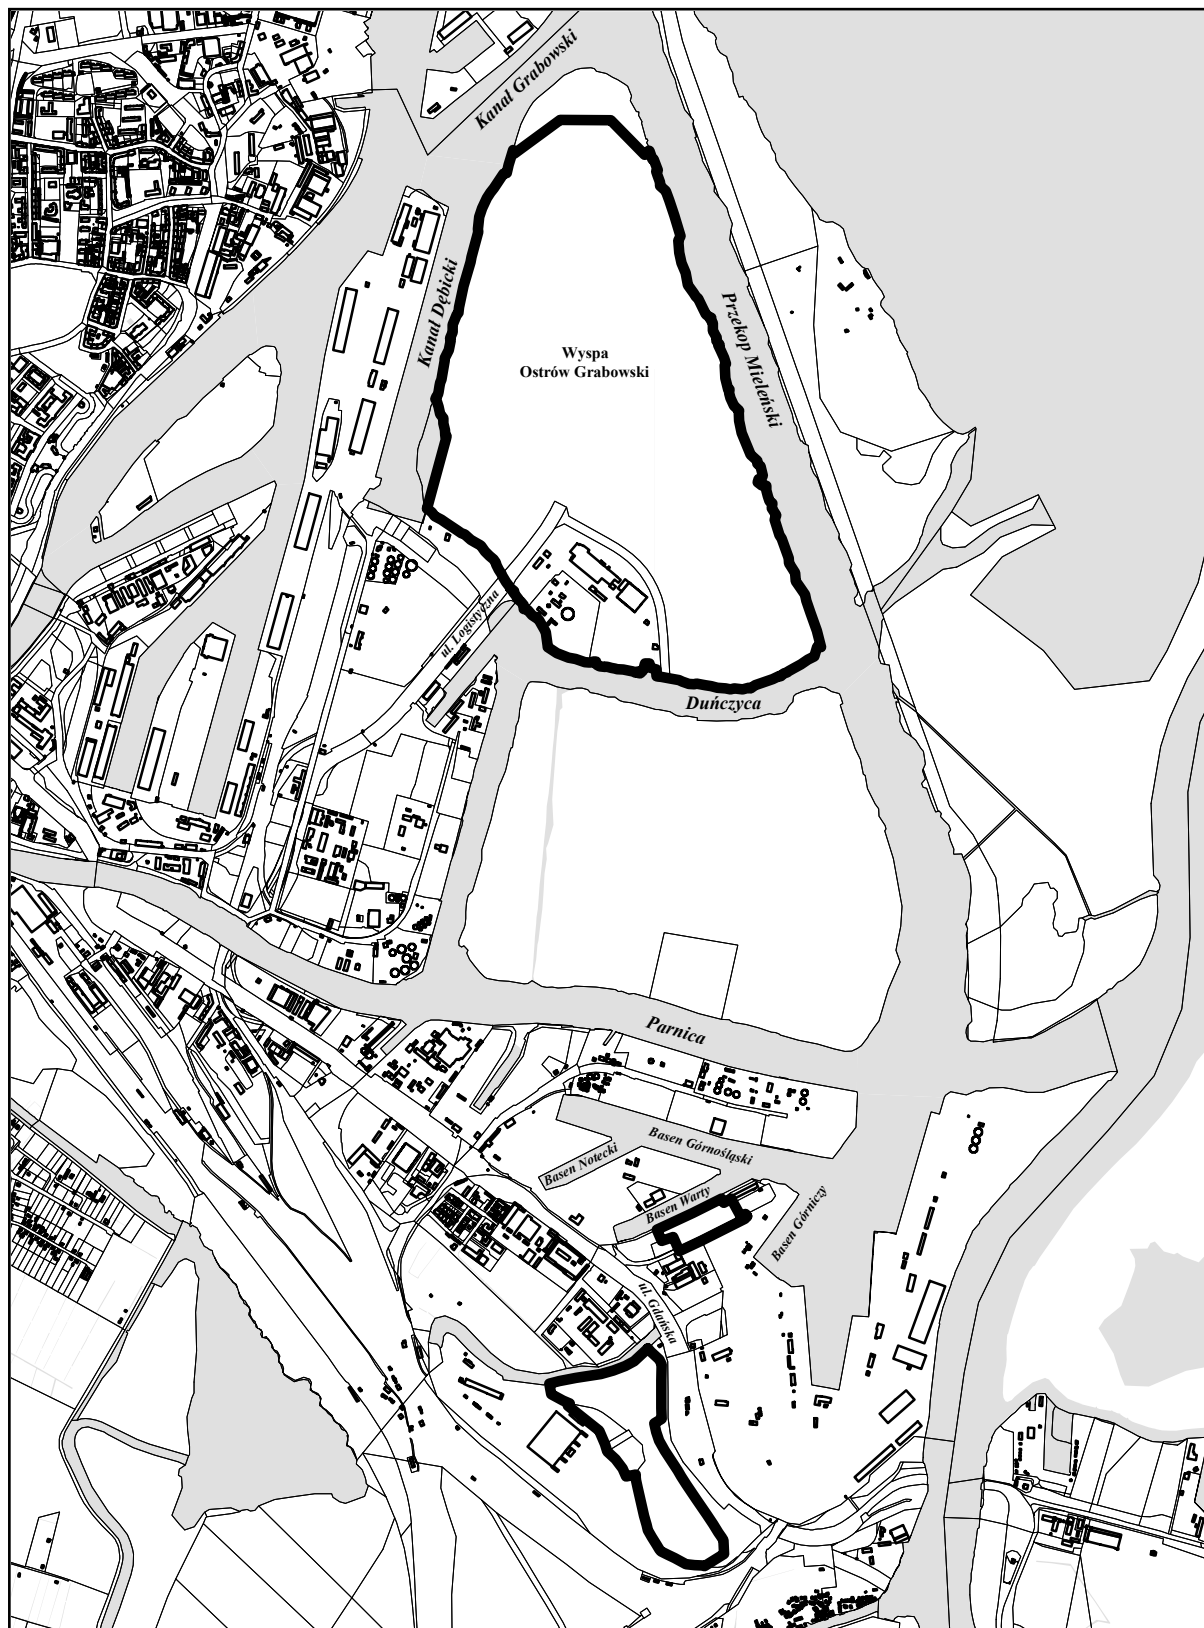 Kanał Grabowski
Kanał Dębicki
Przekop Mieleński
Wyspa
Ostrów Grabowski
ul. Logistyczna
Duńczyca
Parnica
Basen Górnośląski
Basen Notecki
Basen Warty
Basen Górniczy
ul. Gdańska